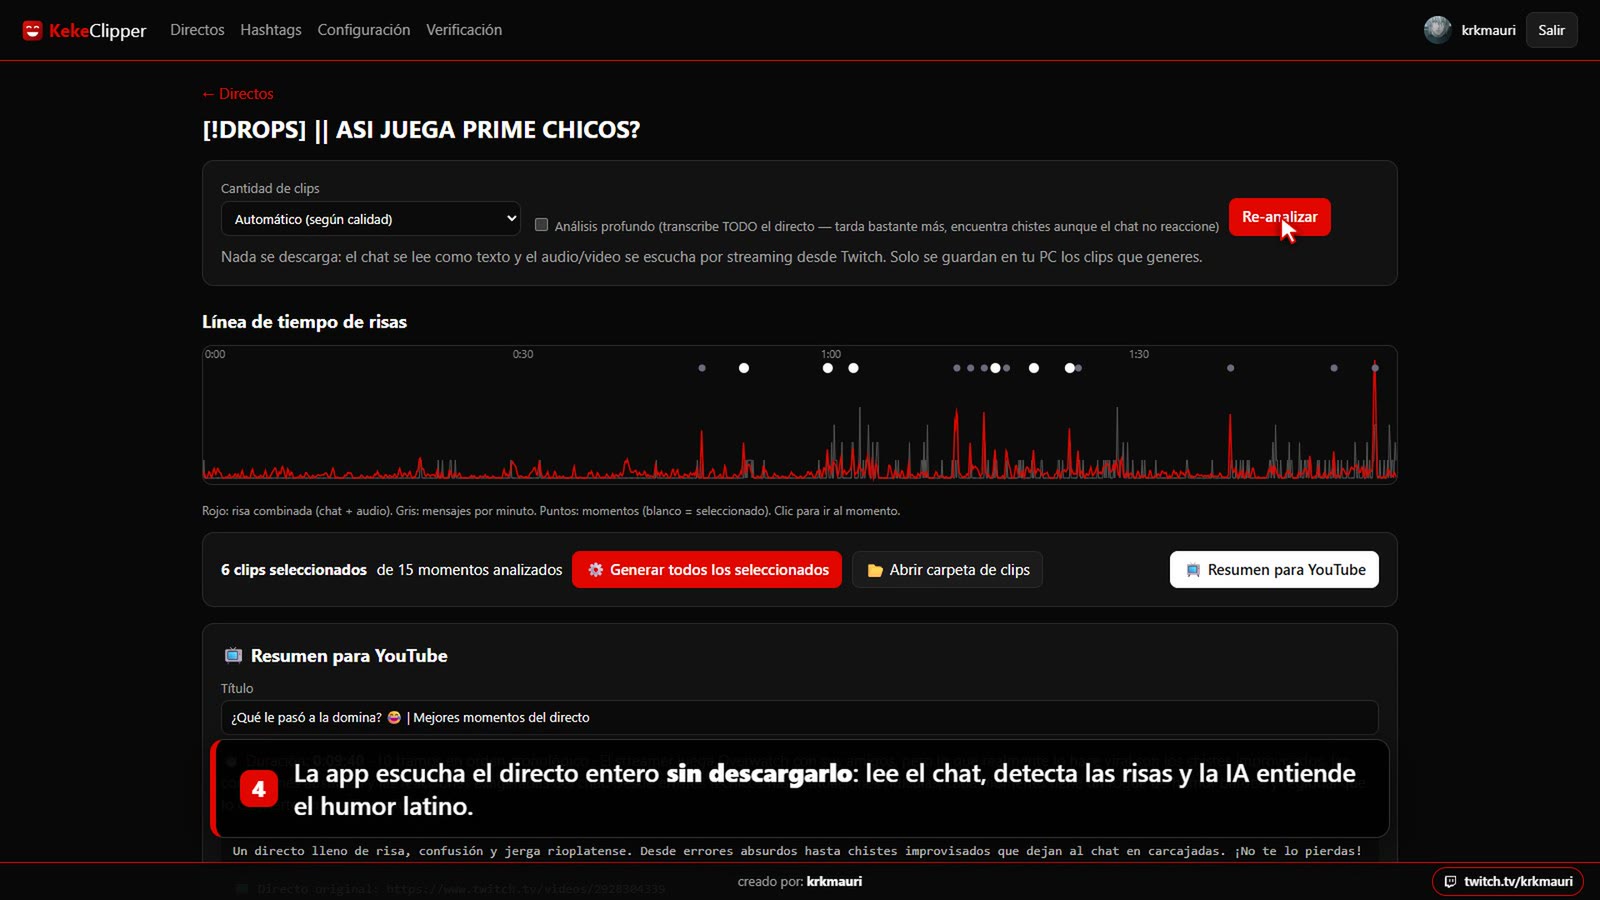 KekeClipper Directos Hashtags Configuración Verificación krkmauri Salir
← Directos
[!DROPS] || ASI JUEGA PRIME CHICOS?
Cantidad de clips
Automático (según calidad)
Análisis profundo (transcribe TODO el directo — tarda bastante más, encuentra chistes aunque el chat no reaccione)
Re-analizar
Nada se descarga: el chat se lee como texto y el audio/video se escucha por streaming desde Twitch. Solo se guardan en tu PC los clips que generes.
Línea de tiempo de risas
0:00 0:30 1:00 1:30
Rojo: risa combinada (chat + audio). Gris: mensajes por minuto. Puntos: momentos (blanco = seleccionado). Clic para ir al momento.
6 clips seleccionados de 15 momentos analizados Generar todos los seleccionados Abrir carpeta de clips Resumen para YouTube
Resumen para YouTube
Título
¿Qué le pasó a la domina? 😂 | Mejores momentos del directo
4
La app escucha el directo entero sin descargarlo: lee el chat, detecta las risas y la IA entiende
el humor latino.
Un directo lleno de risa, confusión y jerga rioplatense. Desde errores absurdos hasta chistes improvisados que dejan al chat en carcajadas. ¡No te lo pierdas!
Directo original: https://www.twitch.tv/videos/2928304339
creado por: krkmauri
twitch.tv/krkmauri